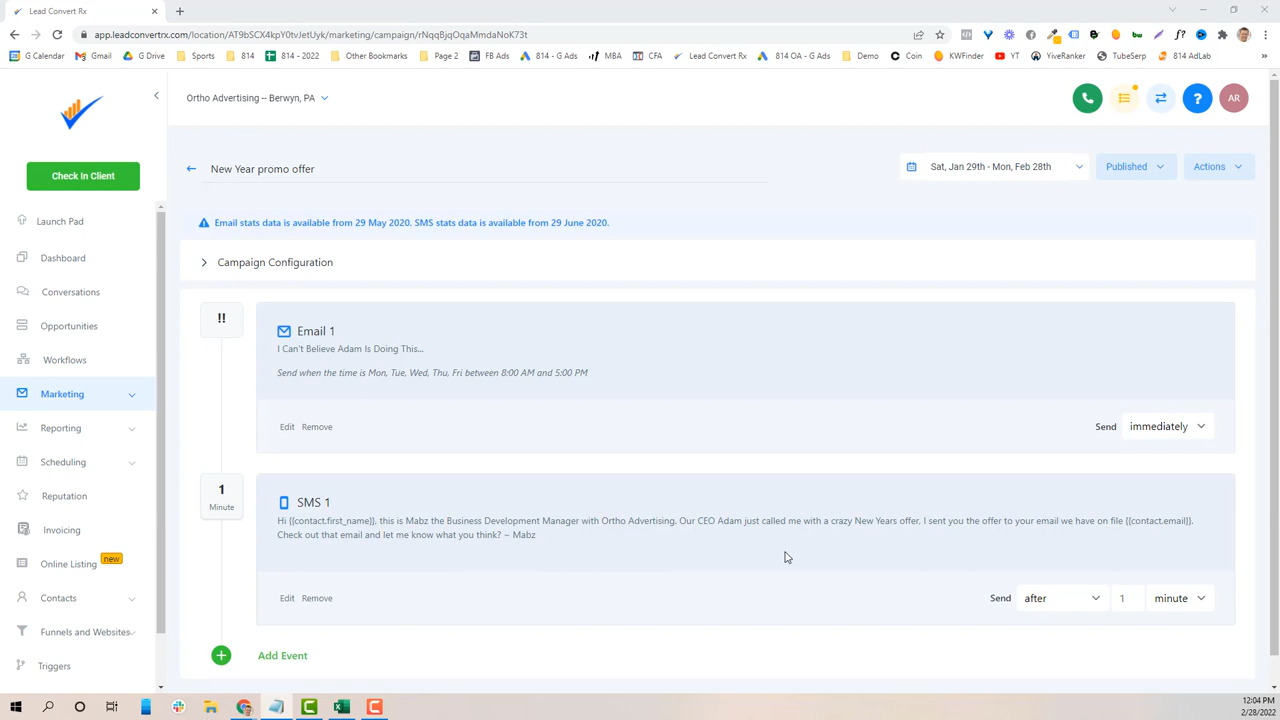 Lead Convert Rx
app.leadconvertrx.com/location/AT9bSCX4kpY0tvJetUyk/marketing/campaign/rNqqBjqOqaMmdaNoK73t
G Calendar Gmail G Drive Sports 814 814 - 2022 Other Bookmarks Page 2 FB Ads 814 - G Ads MBA CFA Lead Convert Rx 814 OA - G Ads Demo Coin KWFinder YT YiveRanker TubeSerp 814 AdLab
Ortho Advertising -- Berwyn, PA
AR
Check In Client
New Year promo offer
Sat, Jan 29th - Mon, Feb 28th
Published
Actions
Launch Pad
Email stats data is available from 29 May 2020. SMS stats data is available from 29 June 2020.
Dashboard
Campaign Configuration
Conversations
Opportunities
!!
Email 1
I Can't Believe Adam Is Doing This...
Workflows
Send when the time is Mon, Tue, Wed, Thu, Fri between 8:00 AM and 5:00 PM
Marketing
Reporting
Edit Remove
Send immediately
Scheduling
1
Minute
Reputation
SMS 1
Hi {{contact.first_name}}, this is Mabz the Business Development Manager with Ortho Advertising. Our CEO Adam just called me with a crazy New Years offer, I sent you the offer to your email we have on file {{contact.email}}.
Check out that email and let me know what you think? ~ Mabz
Invoicing
Online Listing new
Contacts
Edit Remove
Send after 1 minute
Funnels and Websites
Add Event
Triggers
12:04 PM
2/28/2022